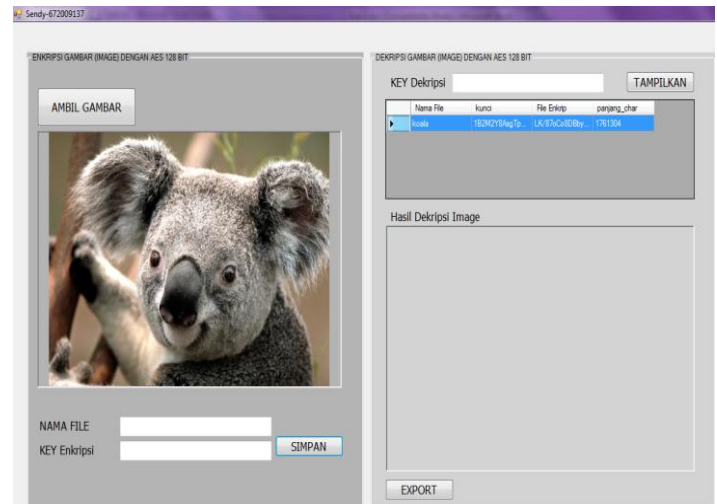 Sendy-672009137
ENKRIPSI GAMBAR (IMAGE) DENGAN AES 128 BIT
AMBIL GAMBAR
NAMA FILE
KEY Enkripsi
SIMPAN
DEKRIPSI GAMBAR (IMAGE) DENGAN AES 128 BIT
KEY Dekripsi
TAMPILKAN
Nama File kunci File Enkrip panjang_char
koala 1761304
Hasil Dekripsi Image
EXPORT